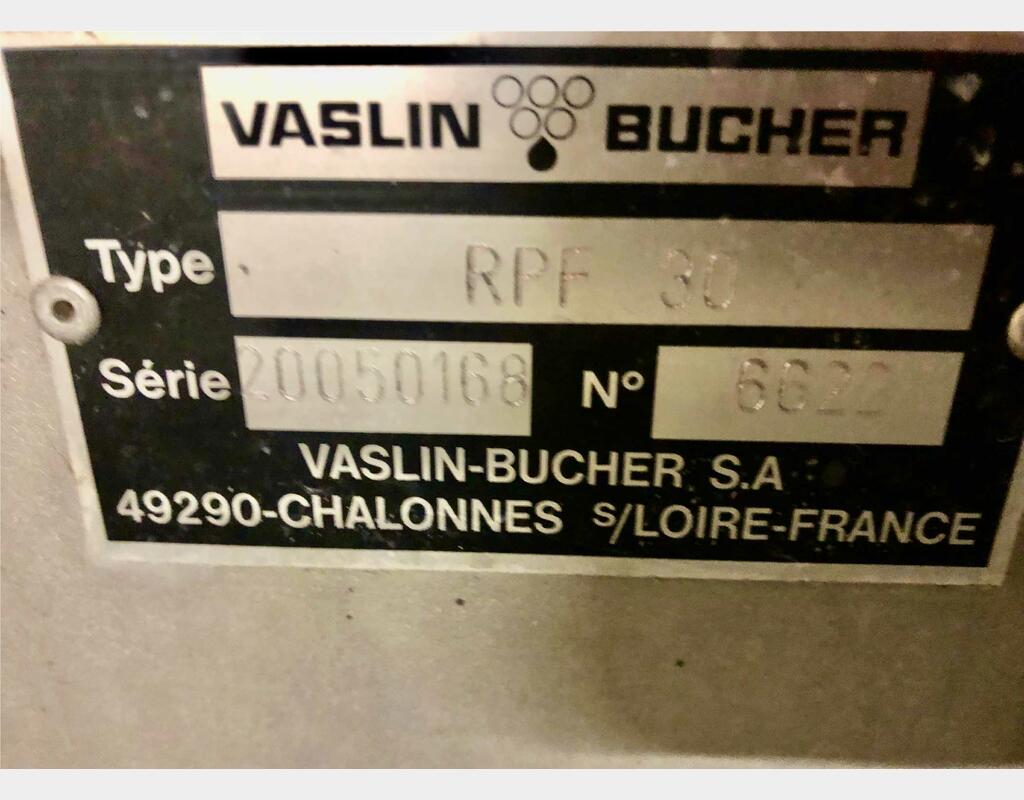 VASLIN BUCHER
Type RPF 30
Série 20050168 N° 6622
VASLIN-BUCHER S.A
49290-CHALONNES s/LOIRE-FRANCE